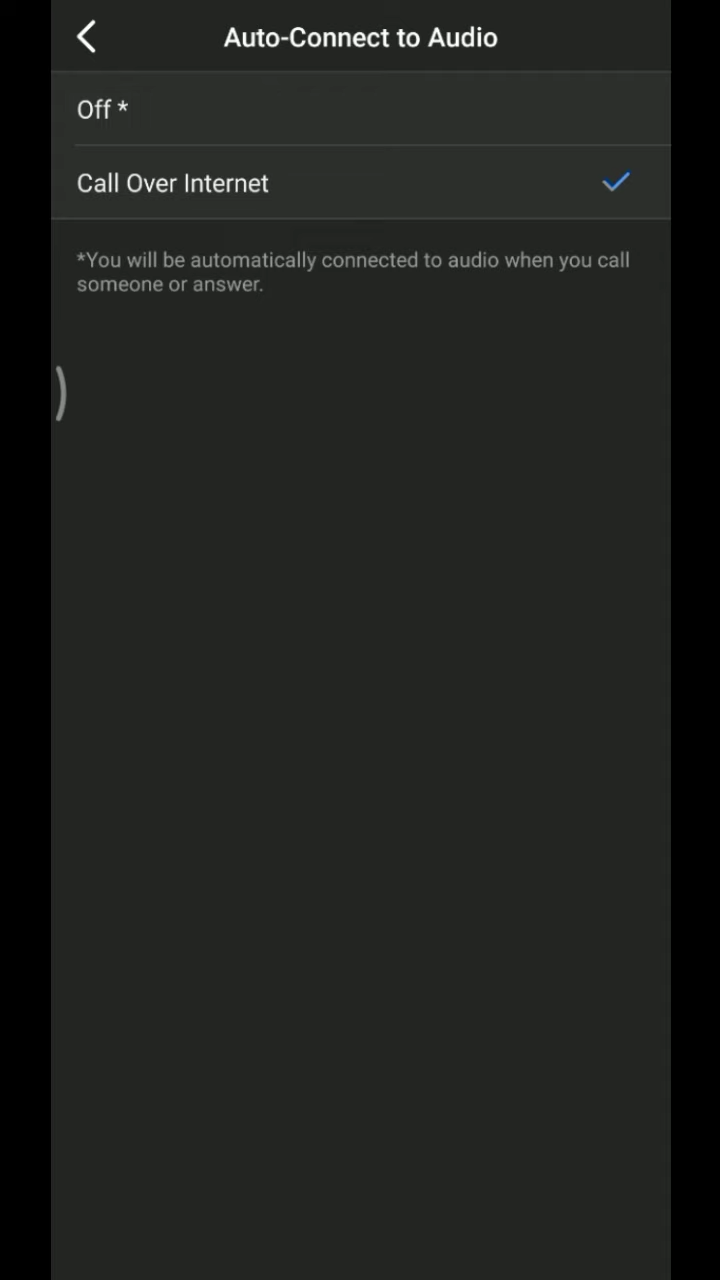 Auto-Connect to Audio
Off *
Call Over Internet
*You will be automatically connected to audio when you call
someone or answer.